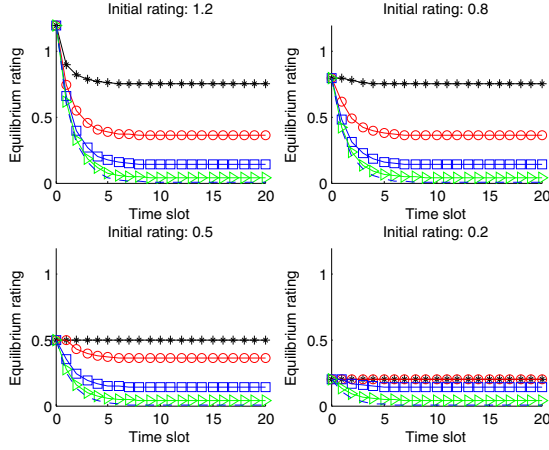 Initial rating: 1.2
Equilibrium rating
1
0.5
0
0 5 10 15 20
Time slot
Initial rating: 0.8
Equilibrium rating
1
0.5
0
0 5 10 15 20
Time slot
Initial rating: 0.5
Equilibrium rating
1
0.5
0
0 5 10 15 20
Time slot
Initial rating: 0.2
Equilibrium rating
1
0.5
0
0 5 10 15 20
Time slot